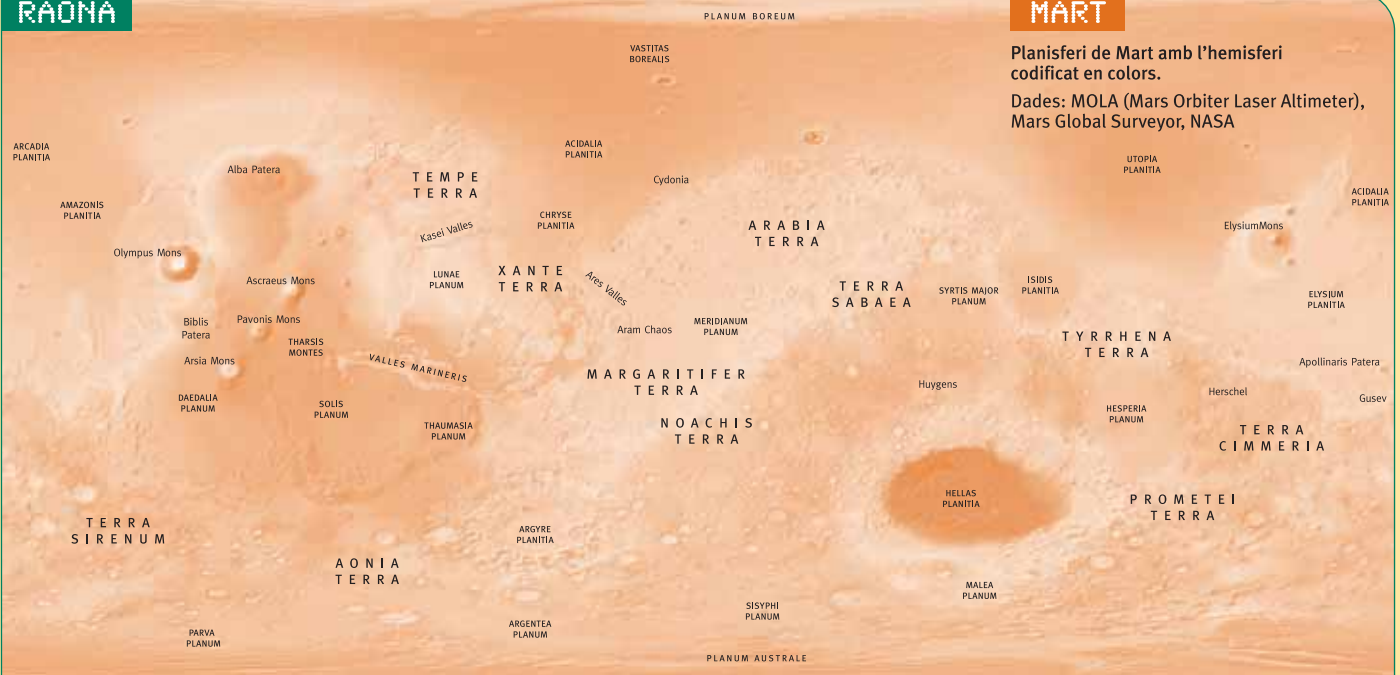 RAONA
MART
Planisferi de Mart amb l'hemisferi
codificat en colors.
Dades: MOLA (Mars Orbiter Laser Altimeter),
Mars Global Surveyor, NASA
PLANUM BOREUM
VASTITAS
BOREALIS
ARCADIA
PLANITIA
ACIDALIA
PLANITIA
UTOPÍA
PLANITIA
Alba Patera
TEMPE
TERRA
Cydonia
ACIDALIA
PLANITIA
AMAZONÍS
PLANITIA
CHRYSE
PLANITIA
ARABIA
TERRA
ElysiumMons
Kasei Valles
Olympus Mons
Ascraeus Mons
LUNAE
PLANUM
XANTE
TERRA
Ares Valles
TERRA
SABAEA
SYRTIS MAJOR
PLANUM
ISIDIS
PLANITIA
ELYSIUM
PLANITIA
Biblis
Patera
Pavonis Mons
Aram Chaos
MERIDIANUM
PLANUM
THARSIS
MONTES
TYRRHENA
TERRA
Arsia Mons
VALLES MARINERIS
Apollinaris Patera
MARGARITIFER
TERRA
Huygens
Herschel
Gusev
DAEDALIA
PLANUM
SOLIS
PLANUM
HESPERIA
PLANUM
THAUMASIA
PLANUM
NOACHIS
TERRA
TERRA
CIMMERIA
HELLAS
PLANITIA
PROMETEI
TERRA
TERRA
SIRENUM
ARGYRE
PLANITIA
AONIA
TERRA
MALEA
PLANUM
SISYPHI
PLANUM
PARVA
PLANUM
ARGENTEA
PLANUM
PLANUM AUSTRALE